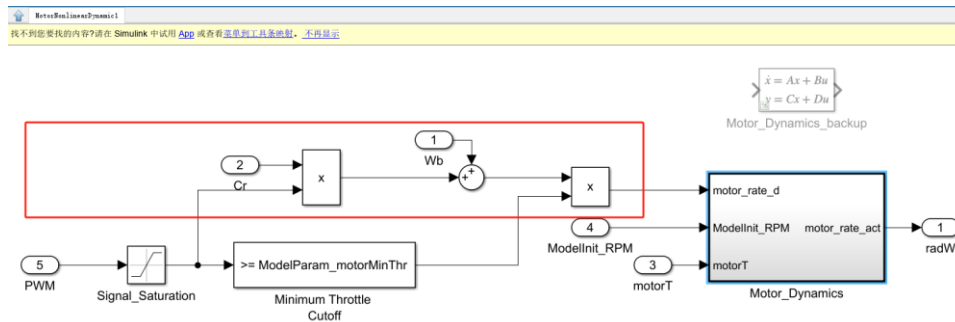 MotorNonlinearDynamic1
找不到您要找的内容?请在 Simulink 中试用 App 或查看菜单到工具条映射。 不再显示
ẋ = Ax + Bu
y = Cx + Du
Motor_Dynamics_backup
1
Wb
2
Cr
x
+
+
x
motor_rate_d
4
ModelInit_RPM
ModelInit_RPM
motor_rate_act
1
radW
5
PWM
Signal_Saturation
>= ModelParam_motorMinThr
Minimum Throttle
Cutoff
3
motorT
motorT
Motor_Dynamics